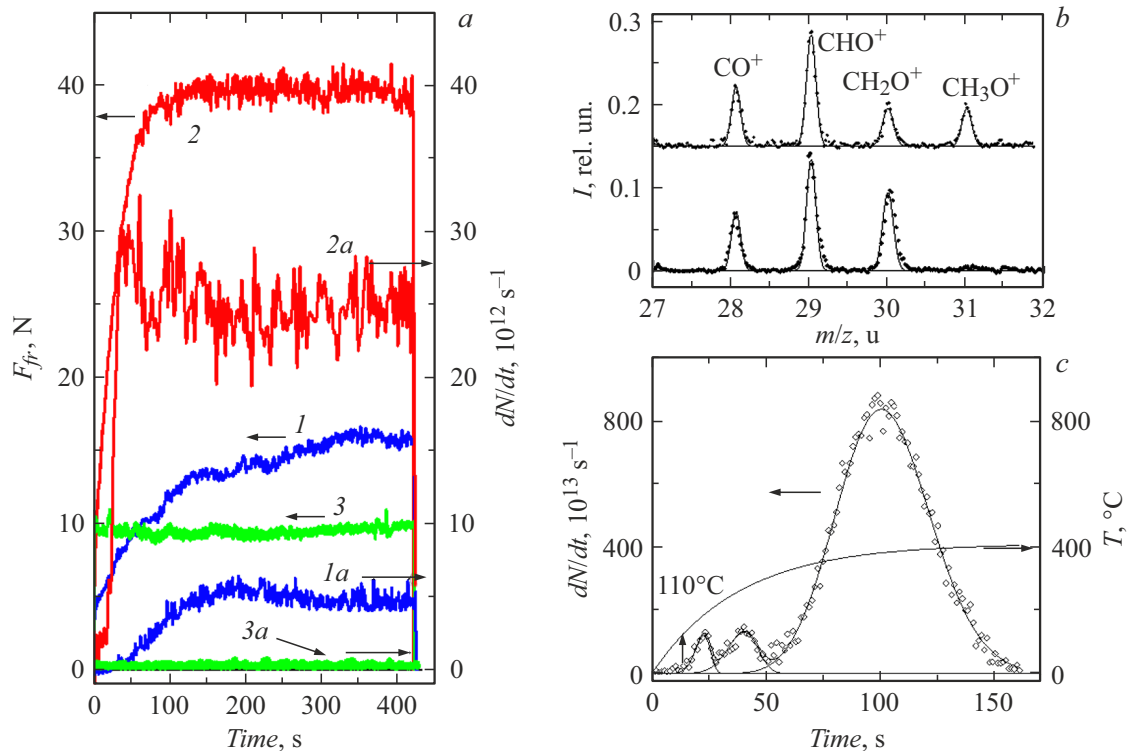 a
40
30
20
10
0
F_fr, N
2
2a
1
3
1a
3a
40
30
20
10
0
dN/dt, 10^12 s^−1
0 100 200 300 400
Time, s
b
0.3
0.2
0.1
0
I, rel. un.
CO^+
CHO^+
CH_2O^+
CH_3O^+
27 28 29 30 31 32
m/z, u
c
800
400
0
dN/dt, 10^13 s^−1
110°C
800
400
0
T, °C
0 50 100 150
Time, s